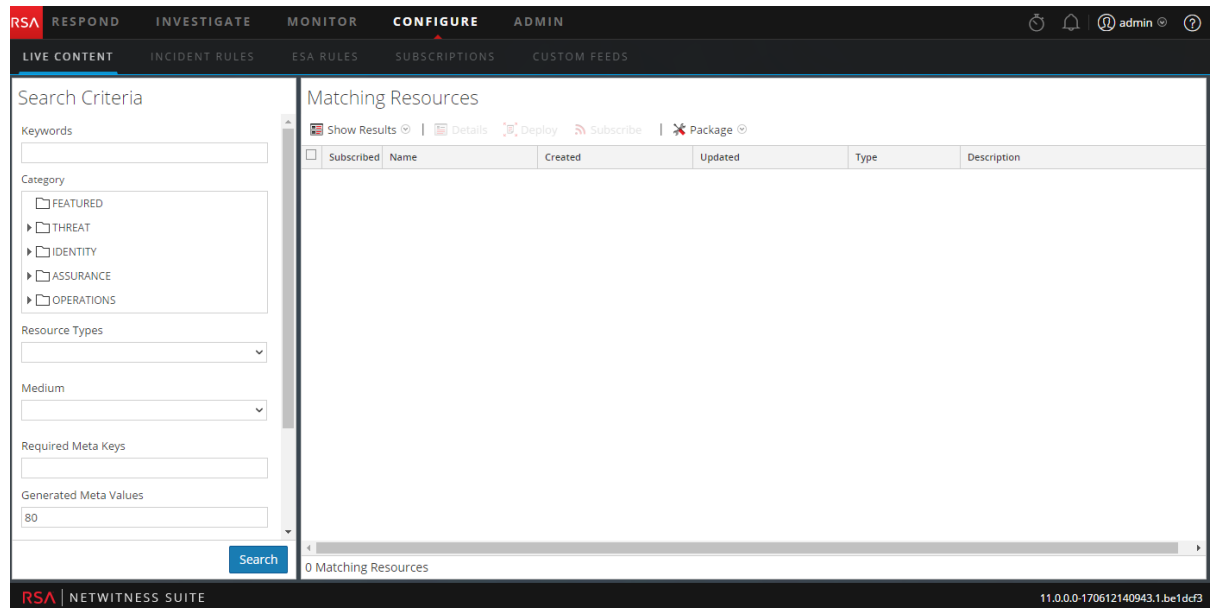 RSA RESPOND INVESTIGATE MONITOR CONFIGURE ADMIN admin ?
LIVE CONTENT INCIDENT RULES ESA RULES SUBSCRIPTIONS CUSTOM FEEDS
Search Criteria
Keywords
Category
FEATURED
THREAT
IDENTITY
ASSURANCE
OPERATIONS
Resource Types
Medium
Required Meta Keys
Generated Meta Values
80
Search
Matching Resources
Show Results | Details Deploy Subscribe | Package
Subscribed Name Created Updated Type Description
0 Matching Resources
RSA | NETWITNESS SUITE 11.0.0.0-170612140943.1.be1dcf3